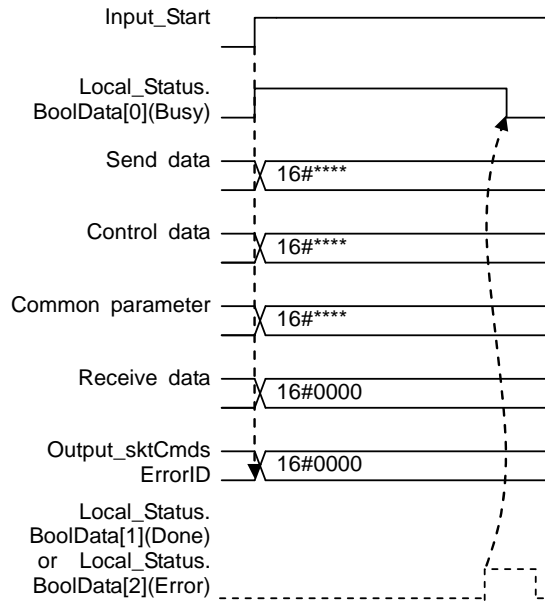 Input_Start
Local_Status.
BoolData[0](Busy)
Send data
16#****
Control data
16#****
Common parameter
16#****
Receive data
16#0000
Output_sktCmds
ErrorID
16#0000
Local_Status.
BoolData[1](Done)
or Local_Status.
BoolData[2](Error)